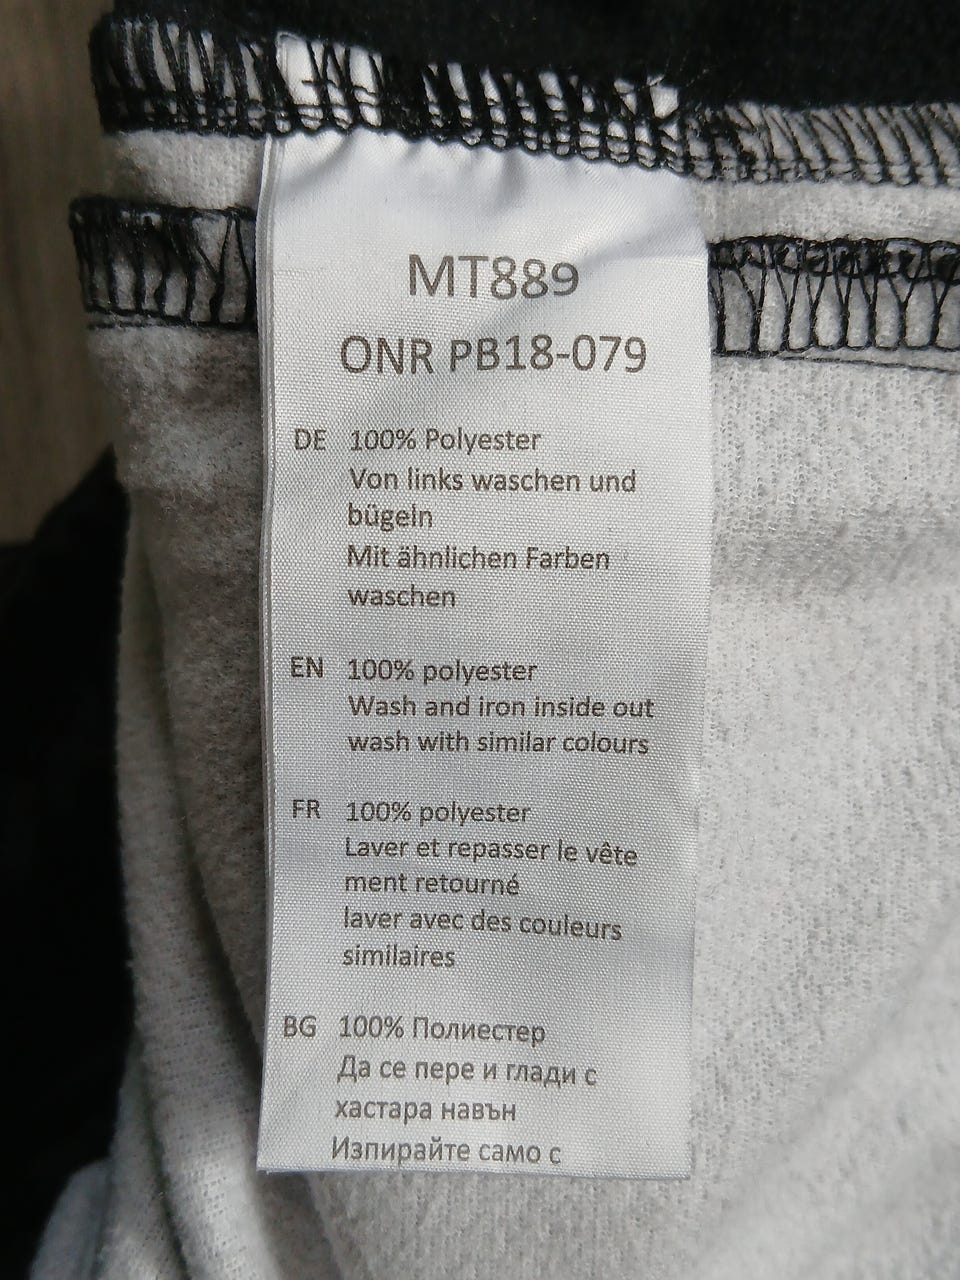 MT889
ONR PB18-079
DE 100% Polyester
Von links waschen und
bügeln
Mit ähnlichen Farben
waschen
EN 100% polyester
Wash and iron inside out
wash with similar colours
FR 100% polyester
Laver et repasser le vête
ment retourné
laver avec des couleurs
similaires
BG 100% Полиестер
Да се пере и глади с
хастара навън
Изпирайте само с